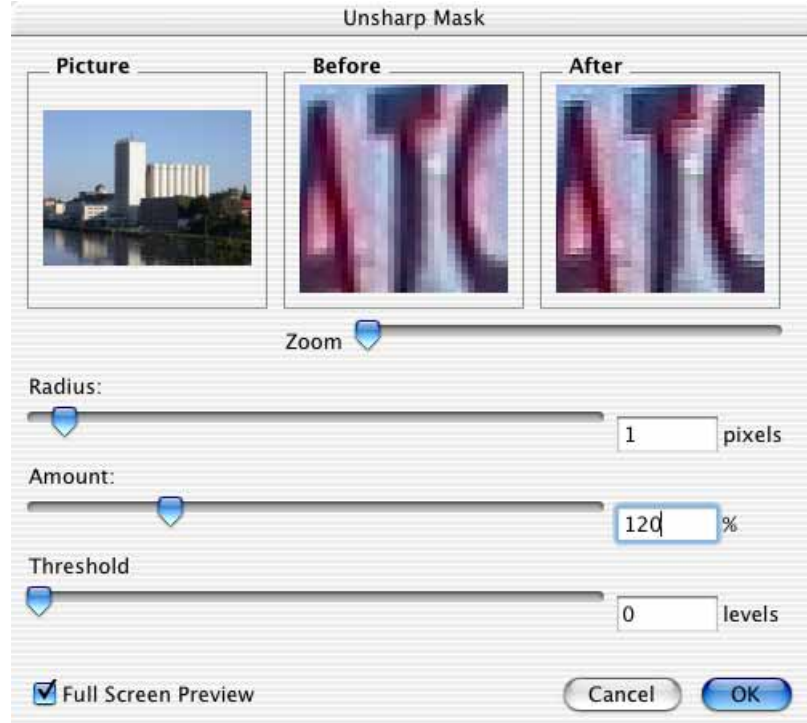 Unsharp Mask
Picture
Before
After
Zoom
Radius:
1 pixels
Amount:
120 %
Threshold
0 levels
Full Screen Preview
Cancel
OK